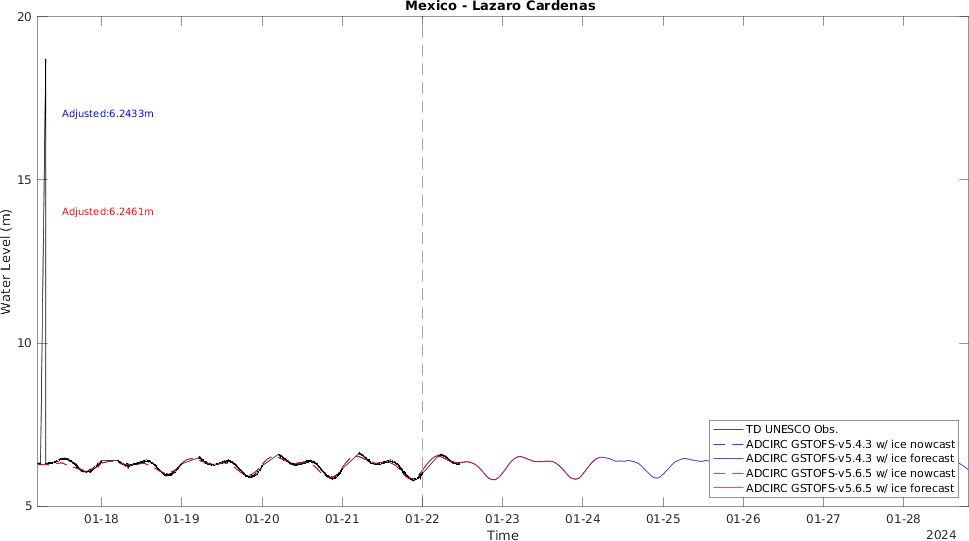 Mexico - Lazaro Cardenas
20
15
10
5
Water Level (m)
Adjusted:6.2433m
Adjusted:6.2461m
TD UNESCO Obs.
ADCIRC GSTOFS-v5.4.3 w/ ice nowcast
ADCIRC GSTOFS-v5.4.3 w/ ice forecast
ADCIRC GSTOFS-v5.6.5 w/ ice nowcast
ADCIRC GSTOFS-v5.6.5 w/ ice forecast
01-18 01-19 01-20 01-21 01-22 01-23 01-24 01-25 01-26 01-27 01-28
Time
2024